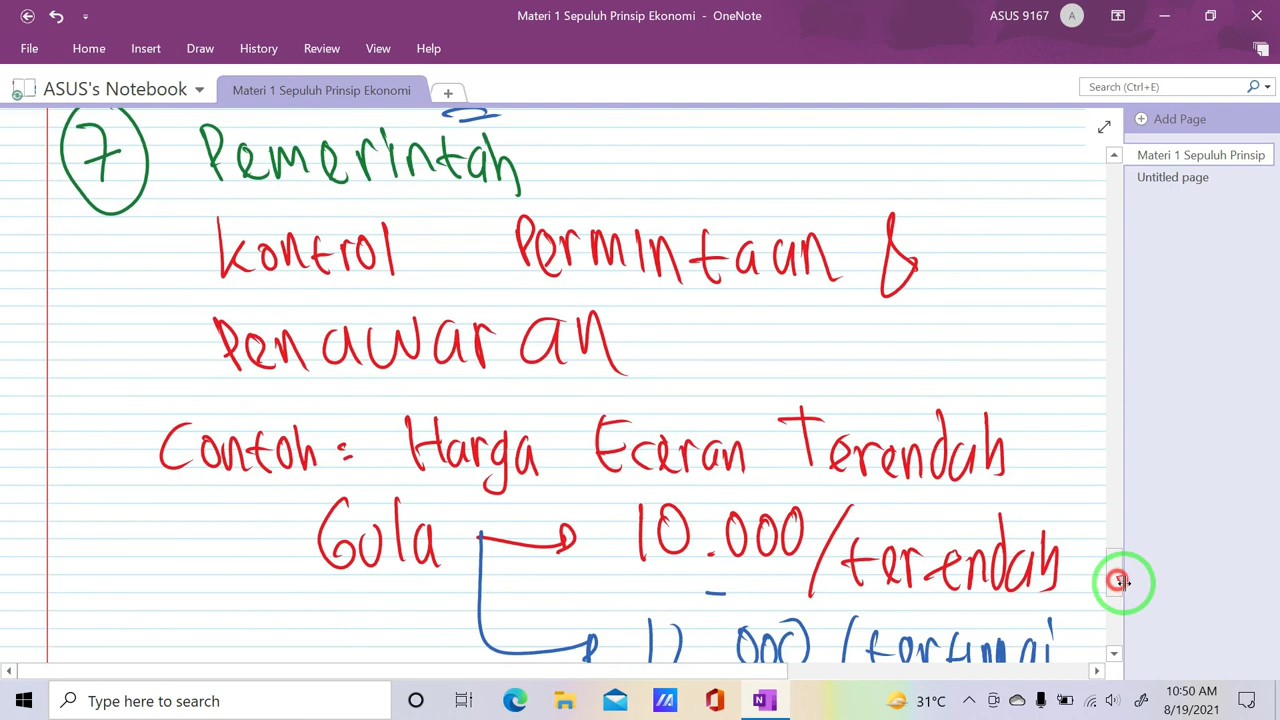 Materi 1 Sepuluh Prinsip Ekonomi - OneNote
ASUS 9167
A
File Home Insert Draw History Review View Help
ASUS's Notebook
Materi 1 Sepuluh Prinsip Ekonomi
Search (Ctrl+E)
Add Page
Materi 1 Sepuluh Prinsip
Untitled page
7 Pemerintah
Kontrol Permintaan &
Penawaran
Contoh: Harga Eceran Terendah
Gula → 10.000/terendah
000/tertinggi
Type here to search
31°C
10:50 AM
8/19/2021